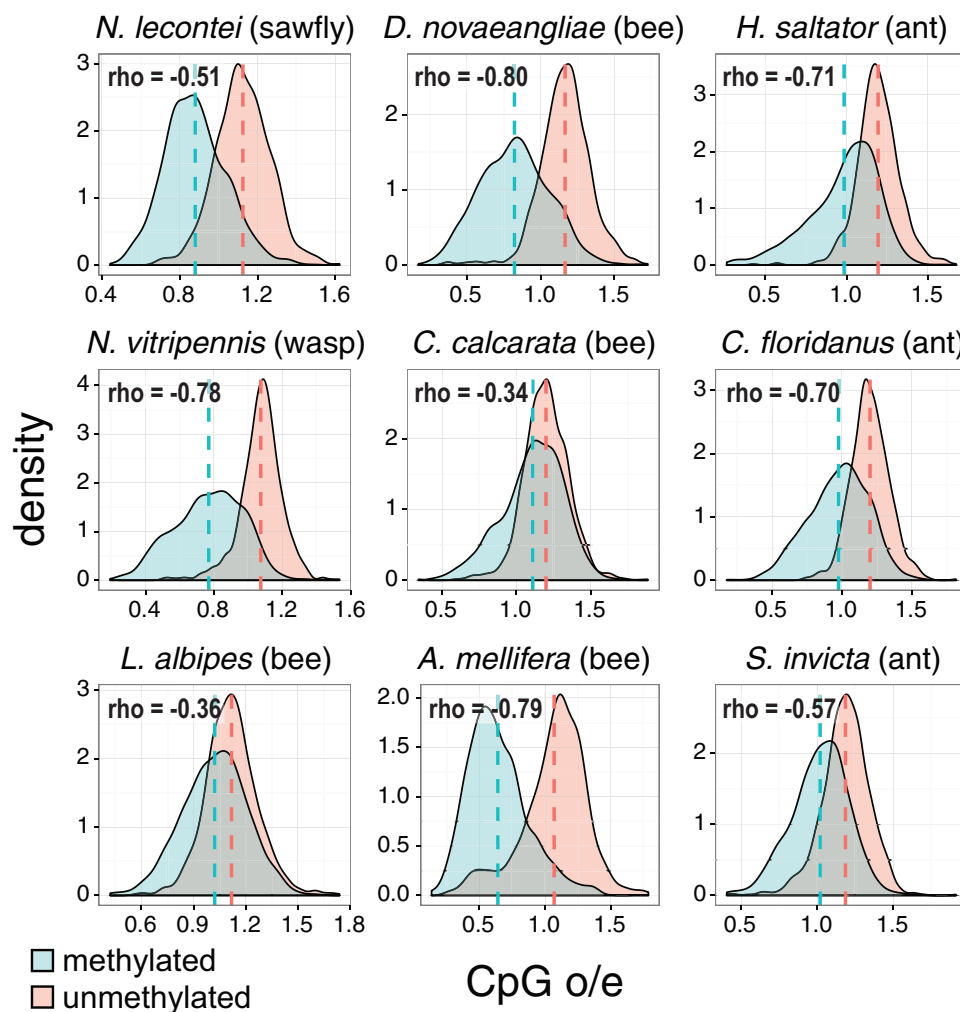 N. lecontei (sawfly)
D. novaeangliae (bee)
H. saltator (ant)
rho = -0.51
rho = -0.80
rho = -0.71
3
2
1
0
2
1
0
3
2
1
0
0.4 0.8 1.2 1.6
0.5 1.0 1.5
0.5 1.0 1.5
N. vitripennis (wasp)
C. calcarata (bee)
C. floridanus (ant)
rho = -0.78
rho = -0.34
rho = -0.70
4
3
2
1
0
2
1
0
3
2
1
0
0.4 0.8 1.2 1.6
0.5 1.0 1.5
0.5 1.0 1.5
density
L. albipes (bee)
A. mellifera (bee)
S. invicta (ant)
rho = -0.36
rho = -0.79
rho = -0.57
3
2
1
0
2.0
1.5
1.0
0.5
0.0
2
1
0
0.6 0.9 1.2 1.5 1.8
0.5 1.0 1.5
0.5 1.0 1.5
methylated
unmethylated
CpG o/e